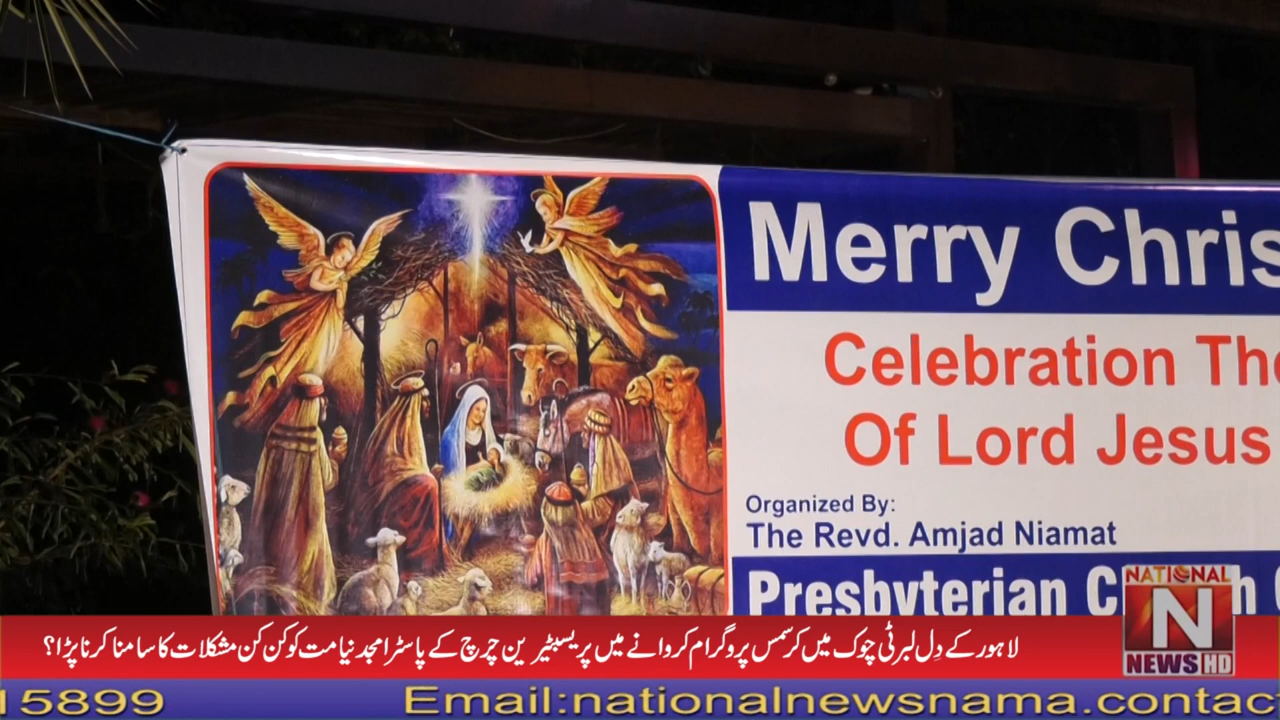 Merry Chris
Celebration The
Of Lord Jesus
Organized By:
The Revd. Amjad Niamat
Presbyterian Ch
NATIONAL
N
NEWS HD
لاہور کے دِل لبرٹی چوک میں کرسمس پروگرام کروانے میں پریسبٹیرین چرچ کے پاسٹر امجد نیامت کو کن کن مشکلات کا سامنا کرنا پڑا؟
15899
Email:nationalnewsnama.contac